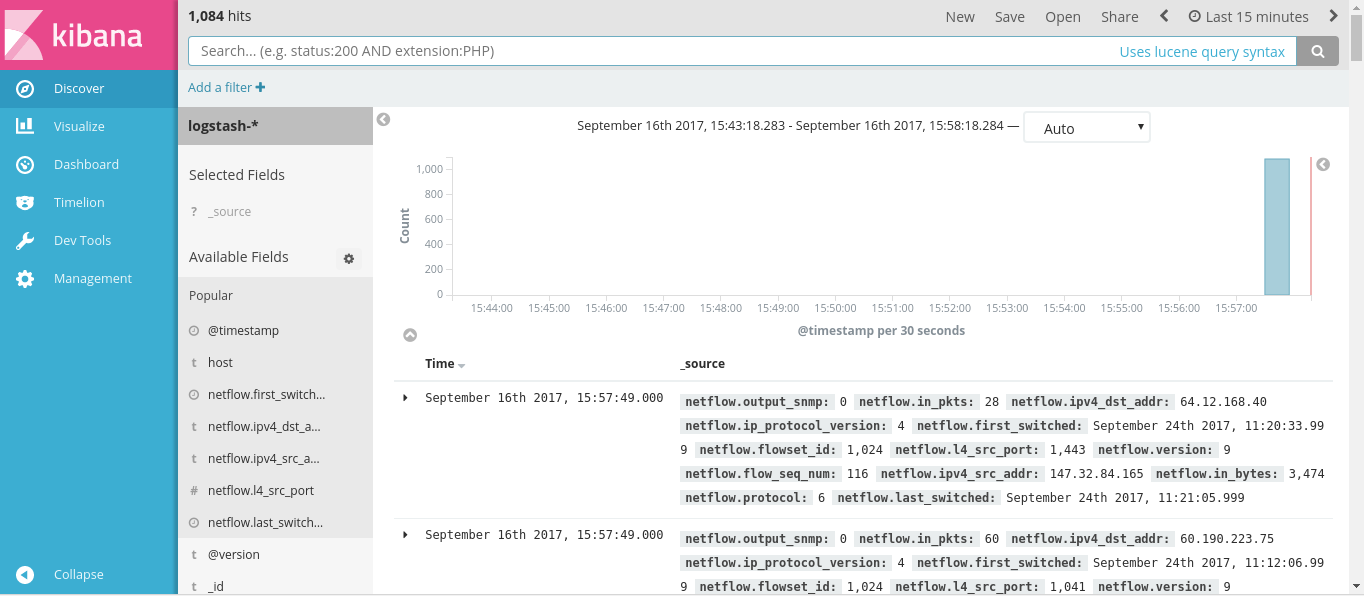 kibana
Discover
Visualize
Dashboard
Timelion
Dev Tools
Management
Collapse
1,084 hits
New Save Open Share Last 15 minutes
Search... (e.g. status:200 AND extension:PHP) Uses lucene query syntax
Add a filter +
logstash-*
Selected Fields
? _source
Available Fields
Popular
@timestamp
t host
netflow.first_switch...
t netflow.ipv4_dst_a...
t netflow.ipv4_src_a...
# netflow.l4_src_port
netflow.last_switch...
t @version
t _id
September 16th 2017, 15:43:18.283 - September 16th 2017, 15:58:18.284 — Auto
Count
1,000
800
600
400
200
0
15:44:00 15:45:00 15:46:00 15:47:00 15:48:00 15:49:00 15:50:00 15:51:00 15:52:00 15:53:00 15:54:00 15:55:00 15:56:00 15:57:00
@timestamp per 30 seconds
Time _source
September 16th 2017, 15:57:49.000 netflow.output_snmp: 0 netflow.in_pkts: 28 netflow.ipv4_dst_addr: 64.12.168.40
netflow.ip_protocol_version: 4 netflow.first_switched: September 24th 2017, 11:20:33.99
9 netflow.flowset_id: 1,024 netflow.l4_src_port: 1,443 netflow.version: 9
netflow.flow_seq_num: 116 netflow.ipv4_src_addr: 147.32.84.165 netflow.in_bytes: 3,474
netflow.protocol: 6 netflow.last_switched: September 24th 2017, 11:21:05.999
September 16th 2017, 15:57:49.000 netflow.output_snmp: 0 netflow.in_pkts: 60 netflow.ipv4_dst_addr: 60.190.223.75
netflow.ip_protocol_version: 4 netflow.first_switched: September 24th 2017, 11:12:06.99
9 netflow.flowset_id: 1,024 netflow.l4_src_port: 1,041 netflow.version: 9